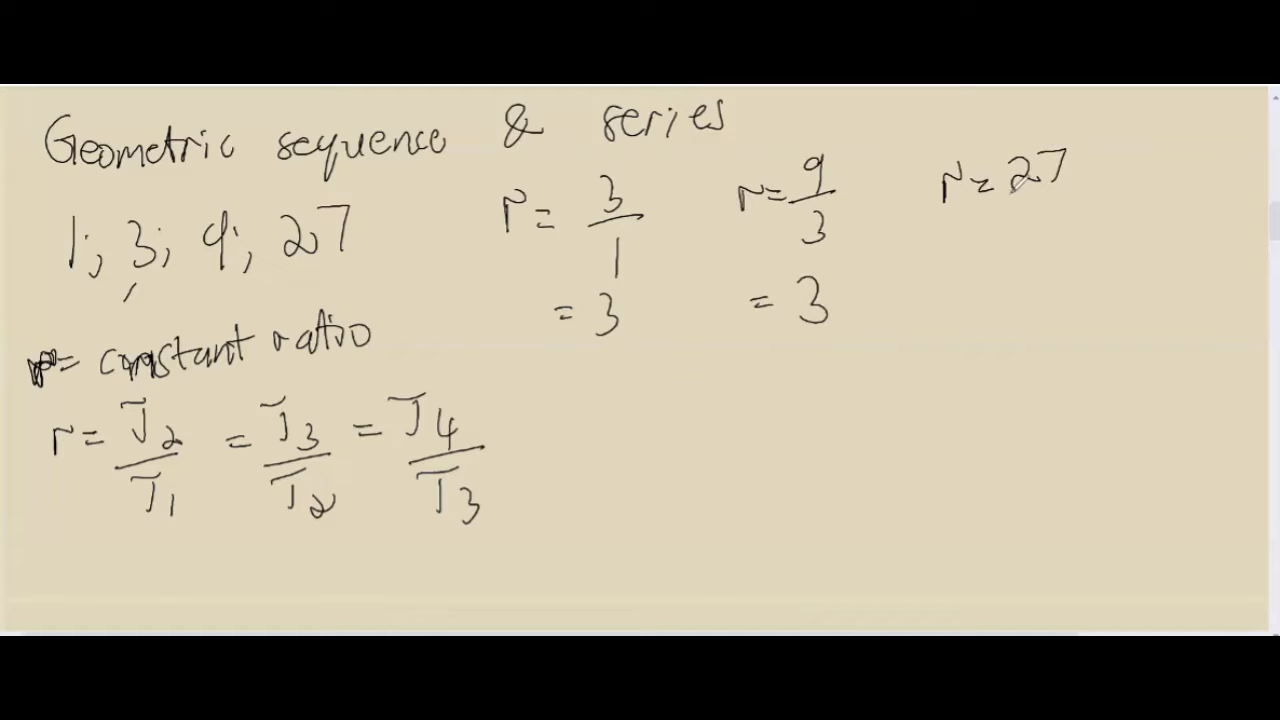 Geometric sequence & series
1; 3; 9; 27
r = 3/1
= 3
r = 9/3
= 3
r = 27
r = constant ratio
r = T2/T1 = T3/T2 = T4/T3